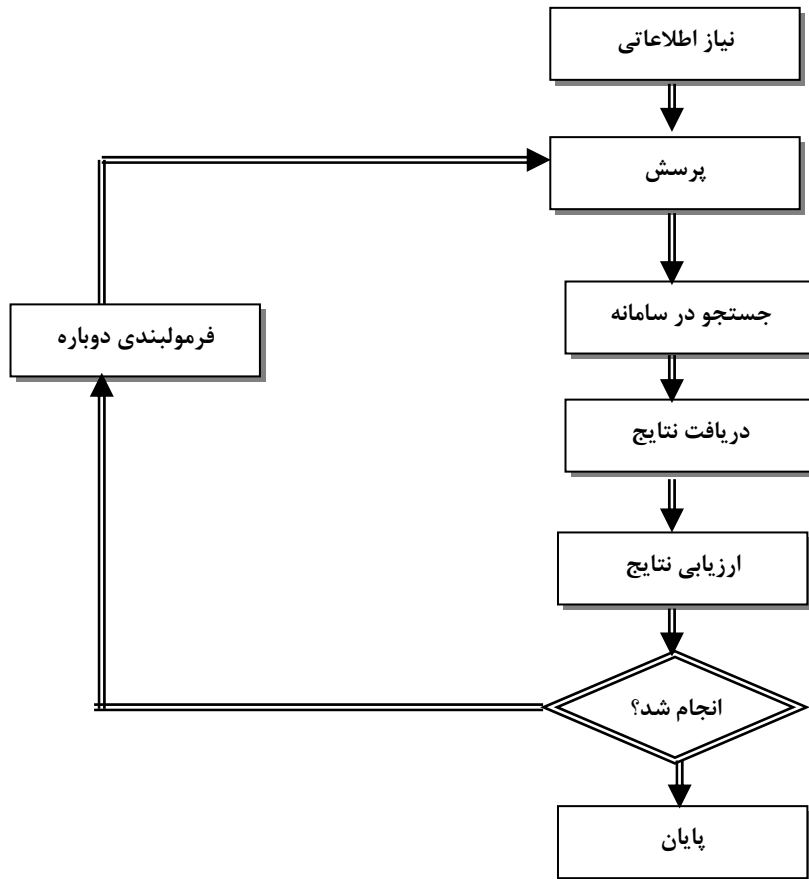 نیاز اطلاعاتی
پرسش
جستجو در سامانه
فرمولبندی دوباره
دریافت نتایج
ارزیابی نتایج
انجام شد؟
پایان